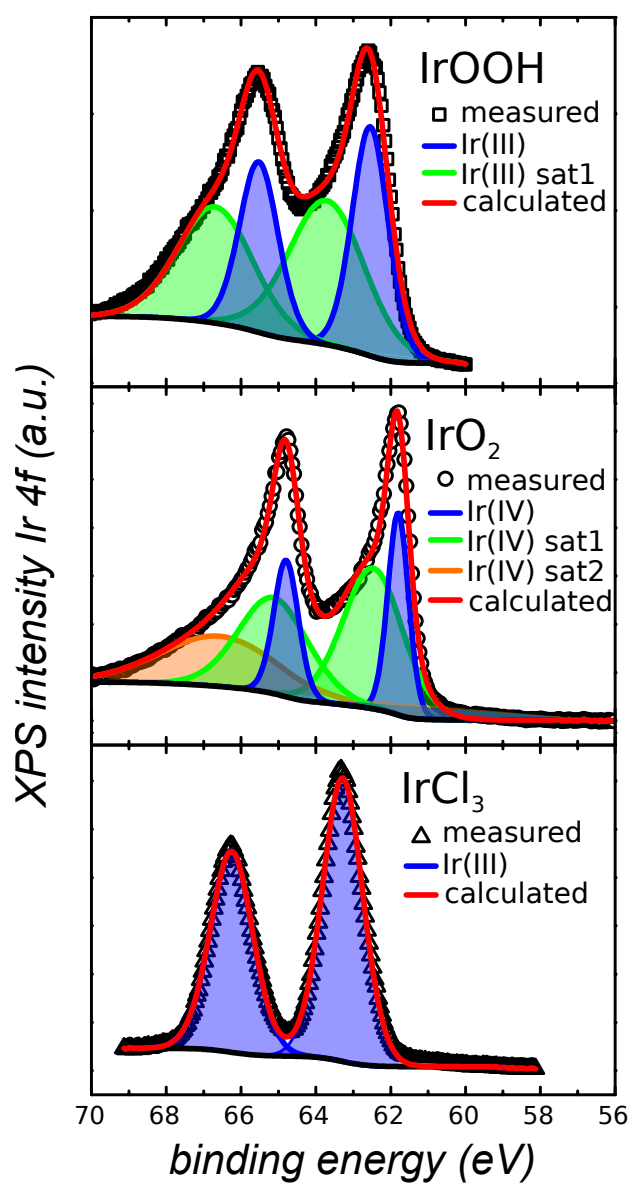 XPS intensity Ir 4f (a.u.)
IrOOH
measured
Ir(III)
Ir(III) sat1
calculated
IrO₂
measured
Ir(IV)
Ir(IV) sat1
Ir(IV) sat2
calculated
IrCl₃
measured
Ir(III)
calculated
70 68 66 64 62 60 58 56
binding energy (eV)